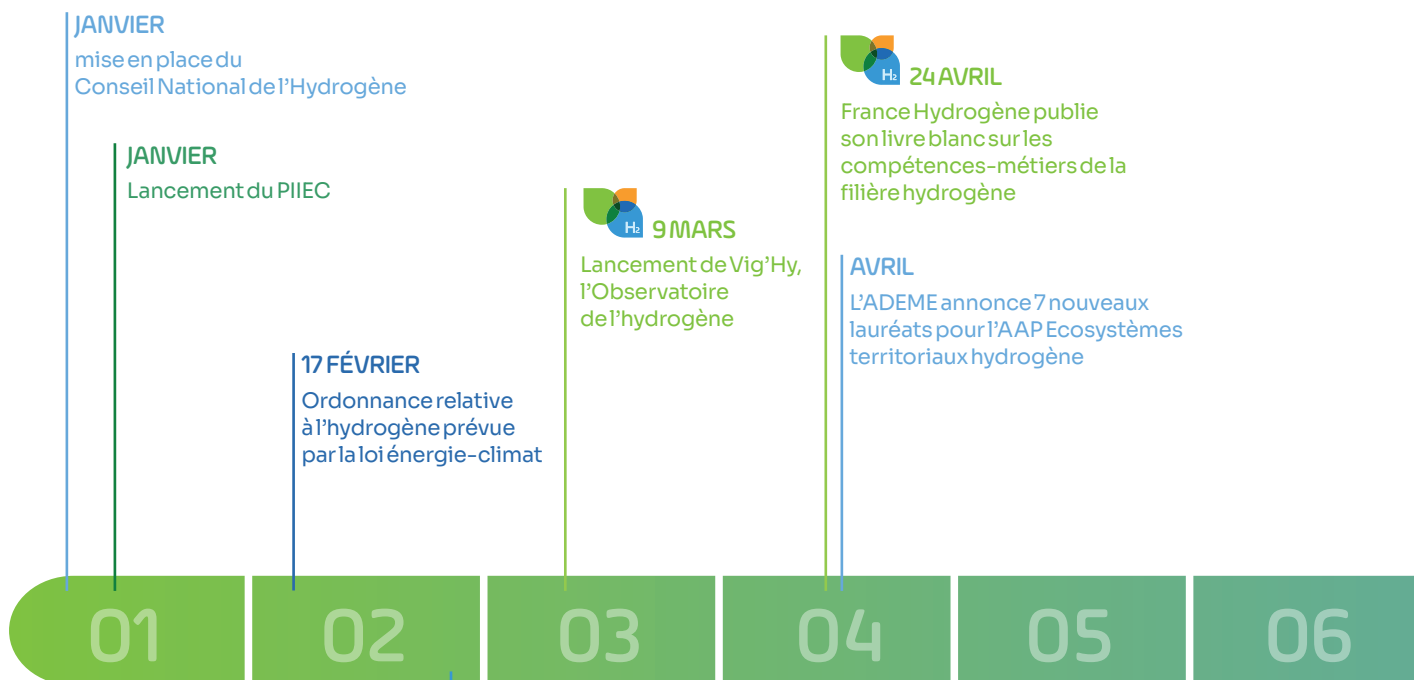 JANVIER
mise en place du
Conseil National de l'Hydrogène
JANVIER
Lancement du PIIEC
17 FÉVRIER
Ordonnance relative
à l'hydrogène prévue
par la loi énergie-climat
H₂ 9 MARS
Lancement de Vig'Hy,
l'Observatoire
de l'hydrogène
H₂ 24 AVRIL
France Hydrogène publie
son livre blanc sur les
compétences-métiers de la
filière hydrogène
AVRIL
L'ADEME annonce 7 nouveaux
lauréats pour l'AAP Ecosystèmes
territoriaux hydrogène
01 02 03 04 05 06